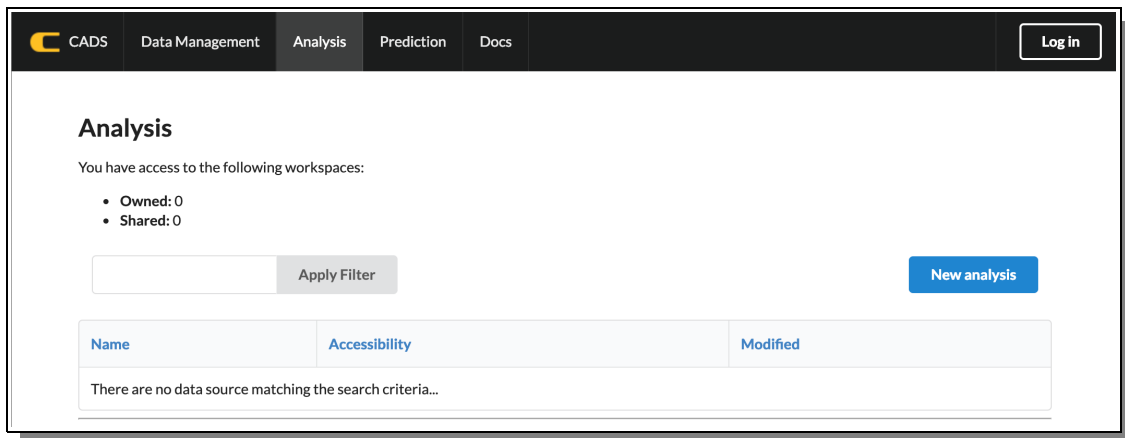 CADS Data Management Analysis Prediction Docs Log in
Analysis
You have access to the following workspaces:
• Owned: 0
• Shared: 0
Apply Filter New analysis
Name Accessibility Modified
There are no data source matching the search criteria...